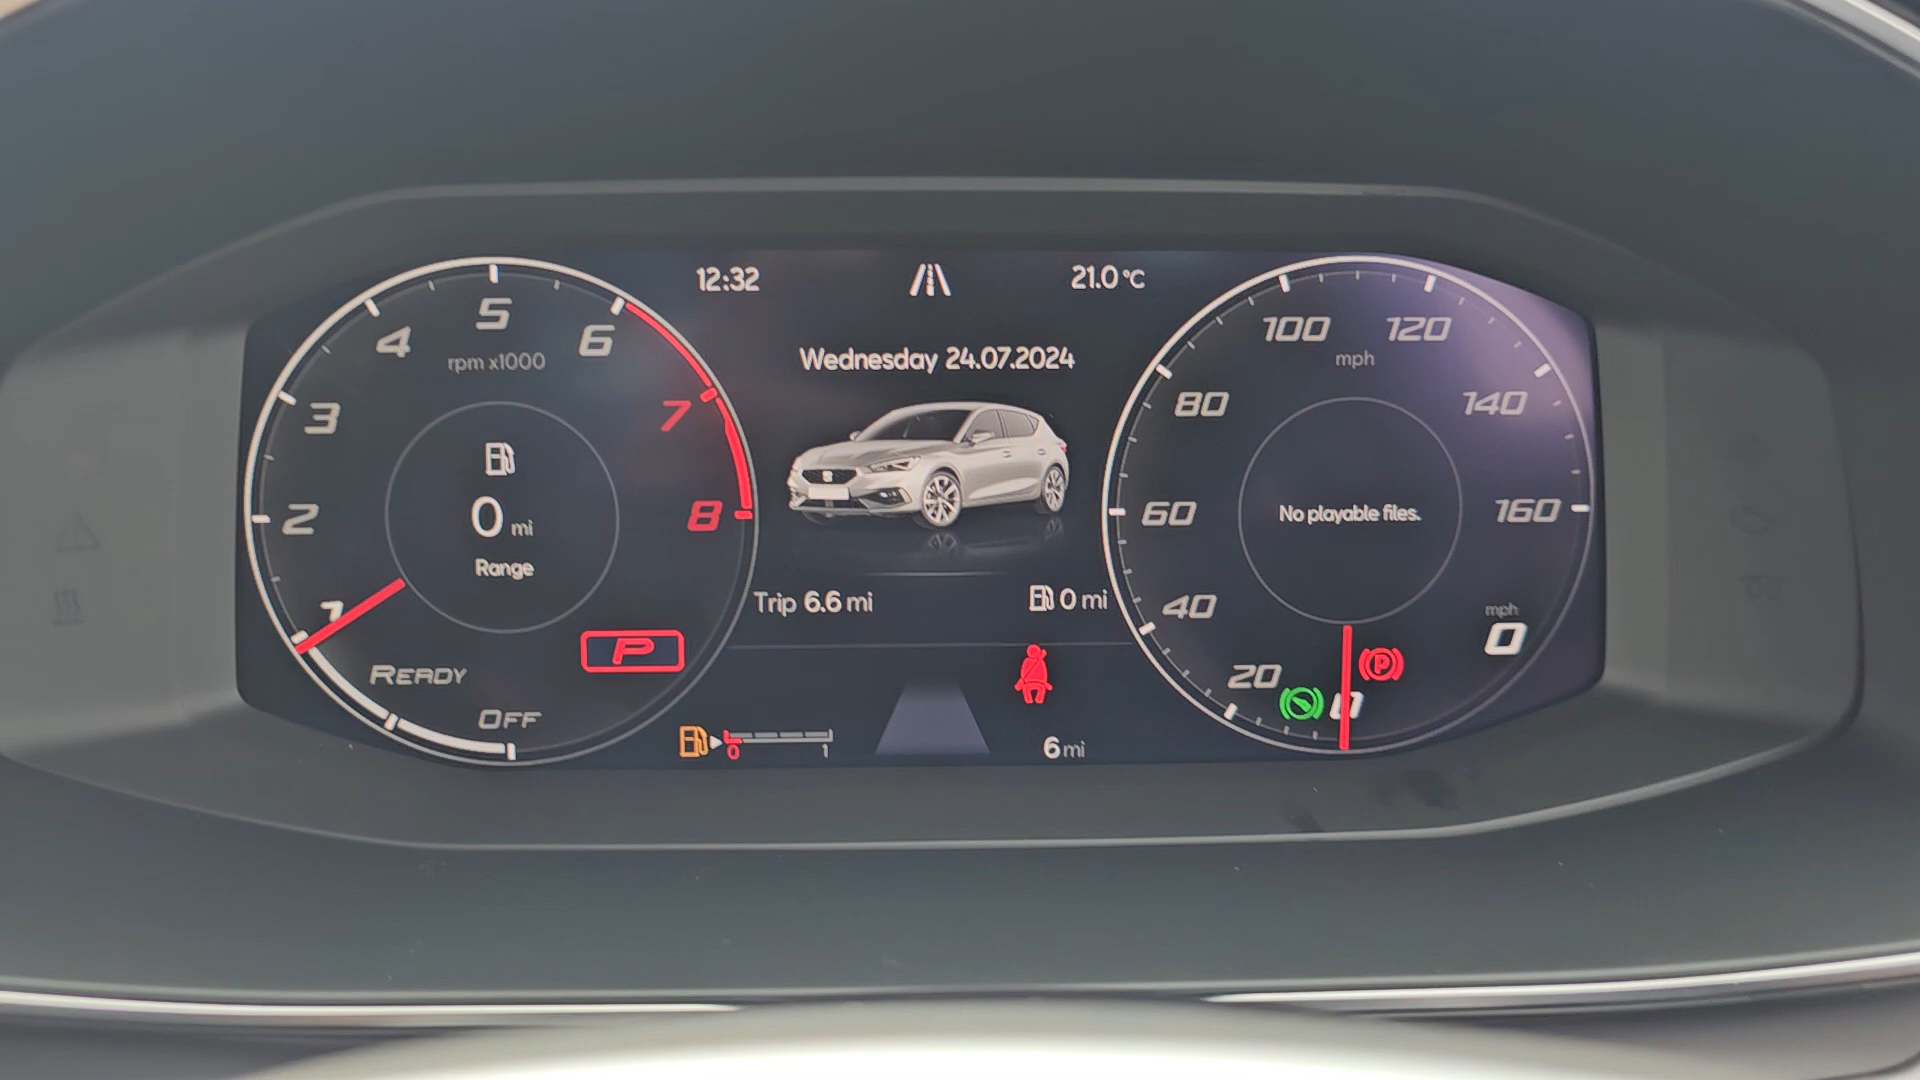 12:32
21.0 °C
Wednesday 24.07.2024
5
4
6
rpm x1000
3
7
0 mi
Range
2
8
1
READY
P
OFF
Trip 6.6 mi
0 mi
0
1
6 mi
100
120
mph
80
140
No playable files.
60
160
40
mph
0
20
P